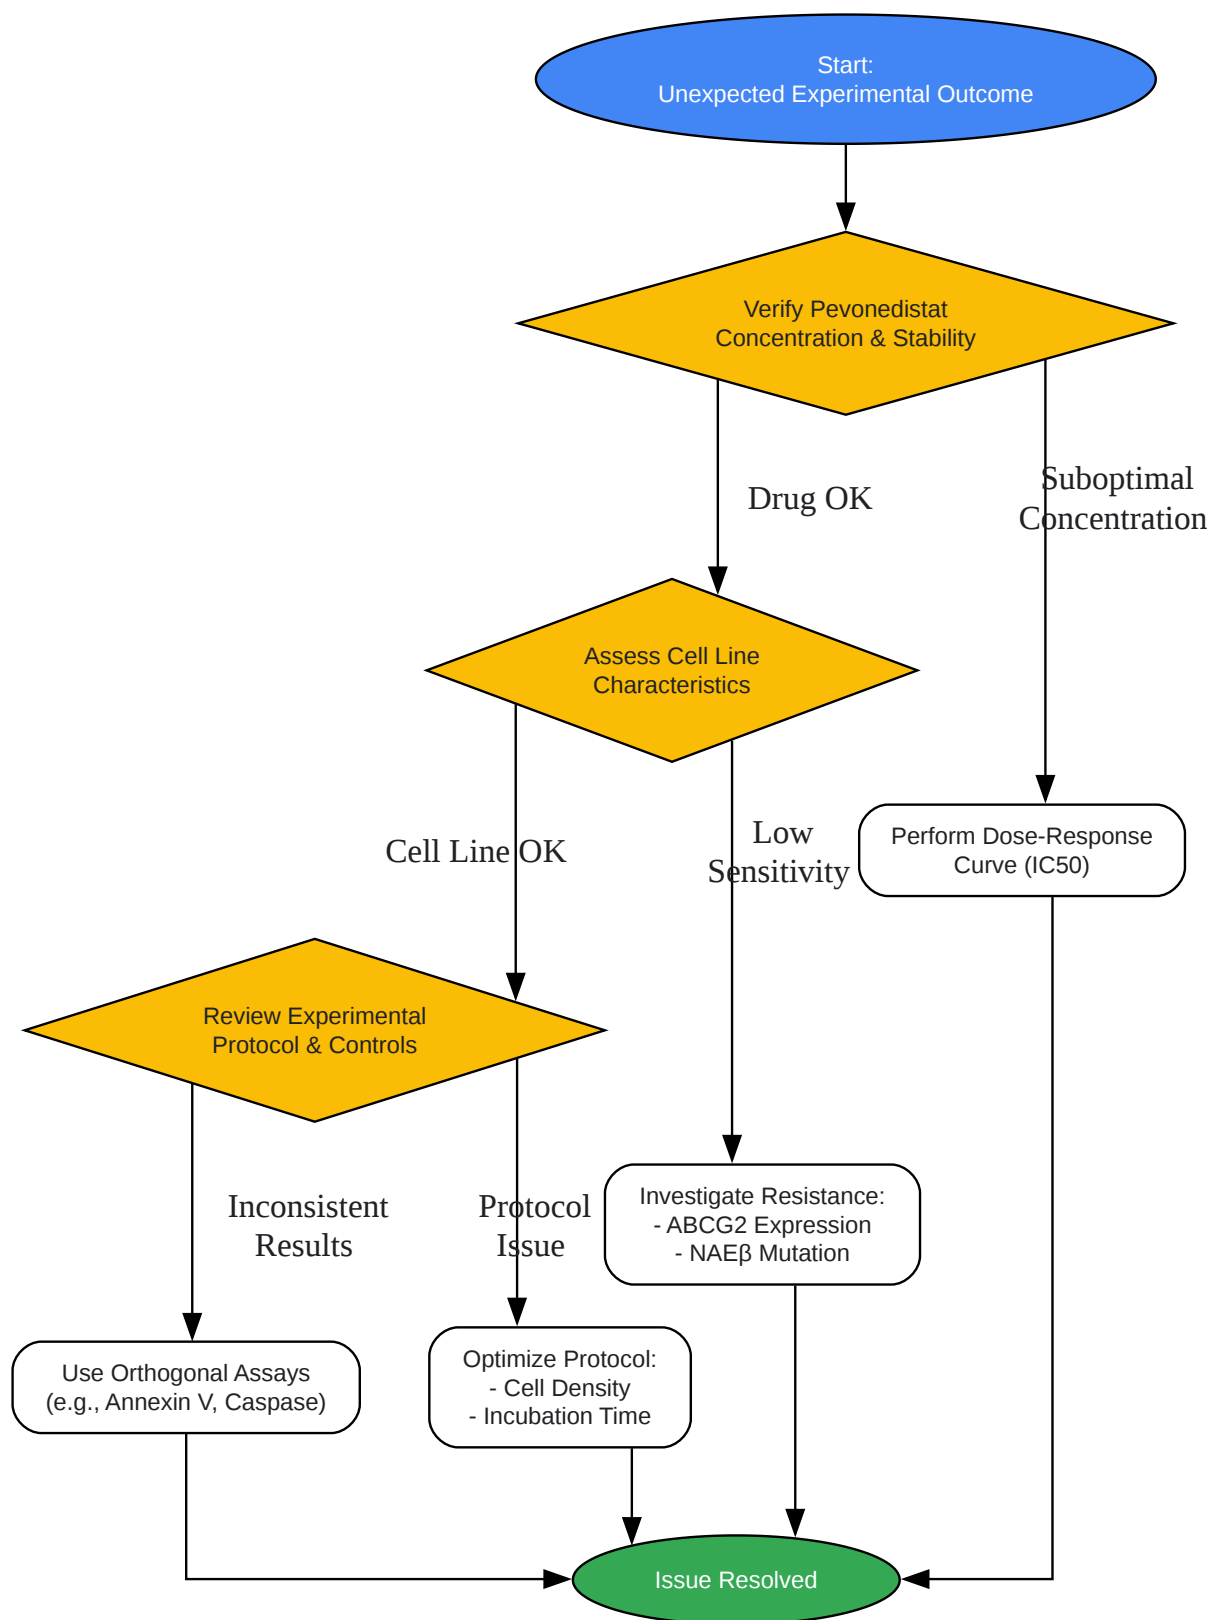 Start:
Unexpected Experimental Outcome
Verify Pevonedistat
Concentration & Stability
Drug OK
Suboptimal
Concentration
Assess Cell Line
Characteristics
Cell Line OK
Low
Sensitivity
Perform Dose-Response
Curve (IC50)
Review Experimental
Protocol & Controls
Inconsistent
Results
Protocol
Issue
Investigate Resistance:
- ABCG2 Expression
- NAEβ Mutation
Use Orthogonal Assays
(e.g., Annexin V, Caspase)
Optimize Protocol:
- Cell Density
- Incubation Time
Issue Resolved